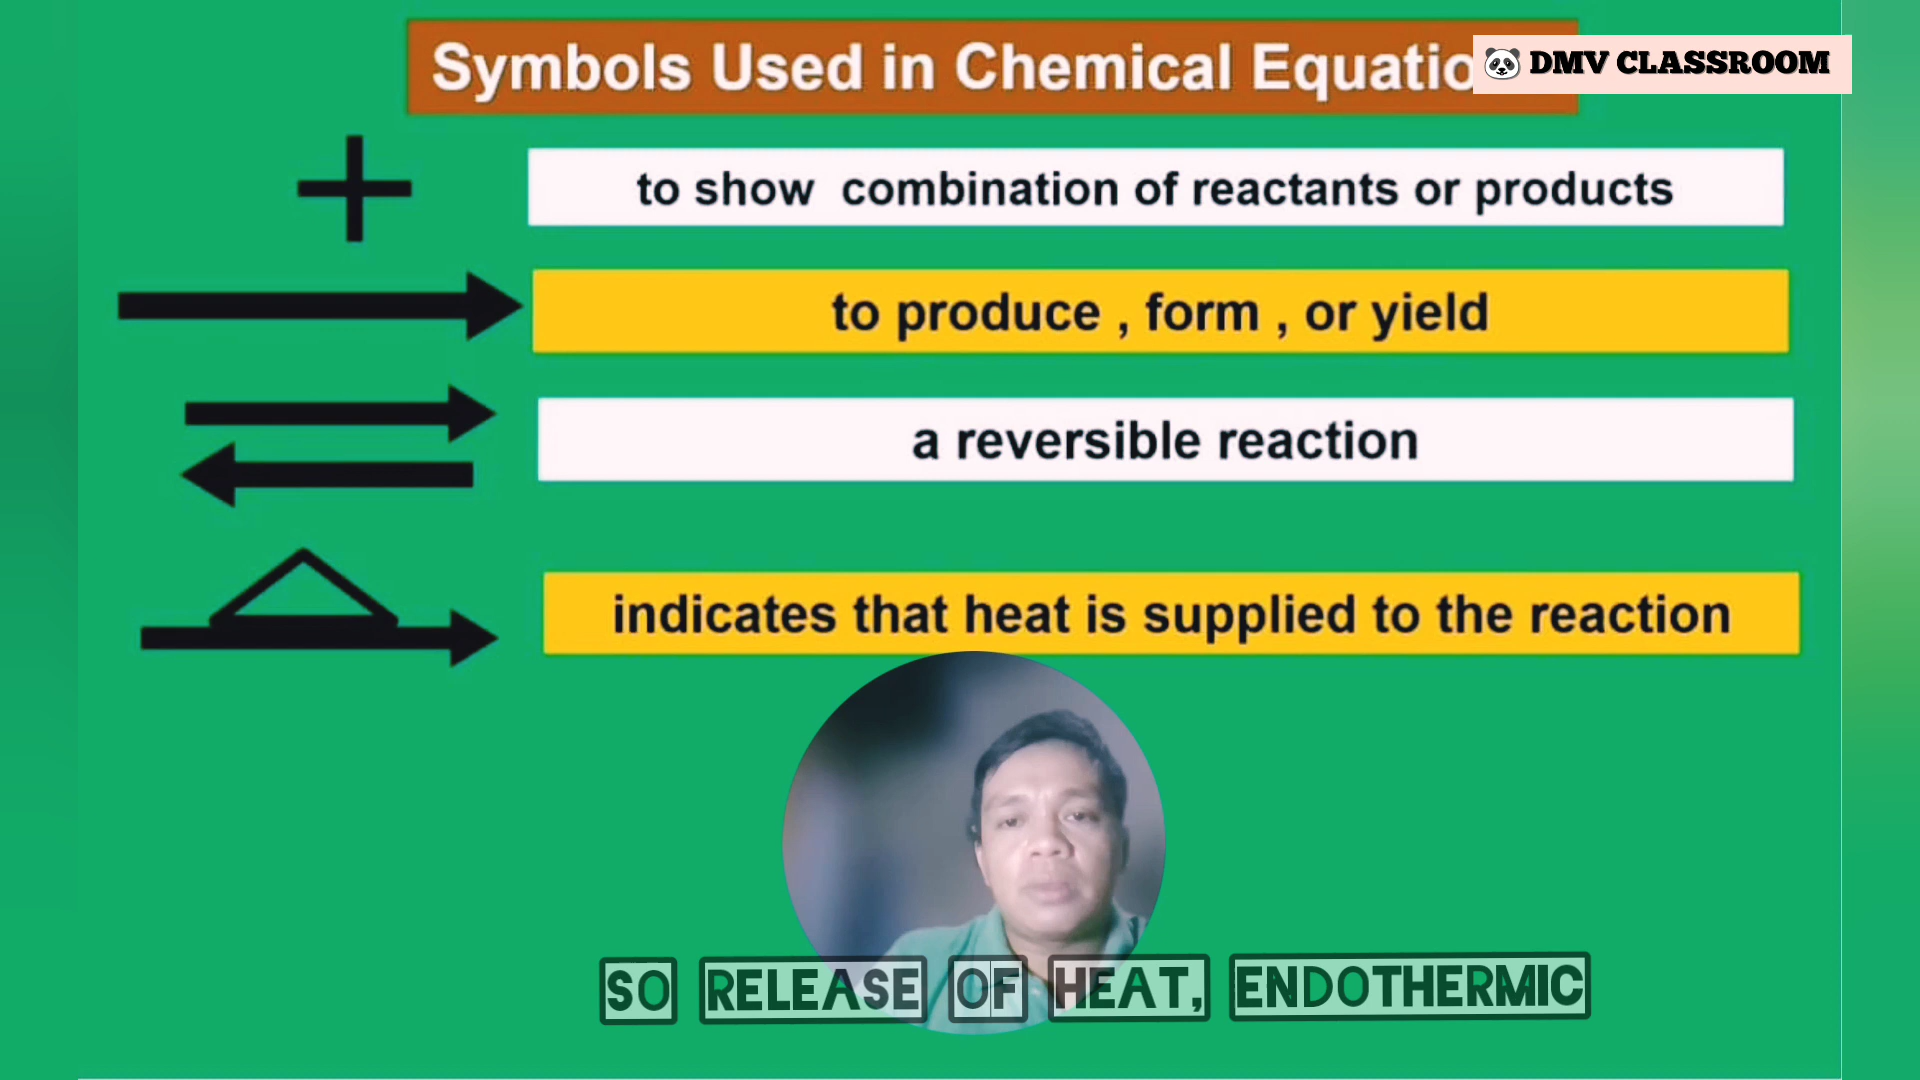 Symbols Used in Chemical Equatio
DMV CLASSROOM
to show combination of reactants or products
to produce , form , or yield
a reversible reaction
indicates that heat is supplied to the reaction
SO RELEASE OF HEAT, ENDOTHERMIC